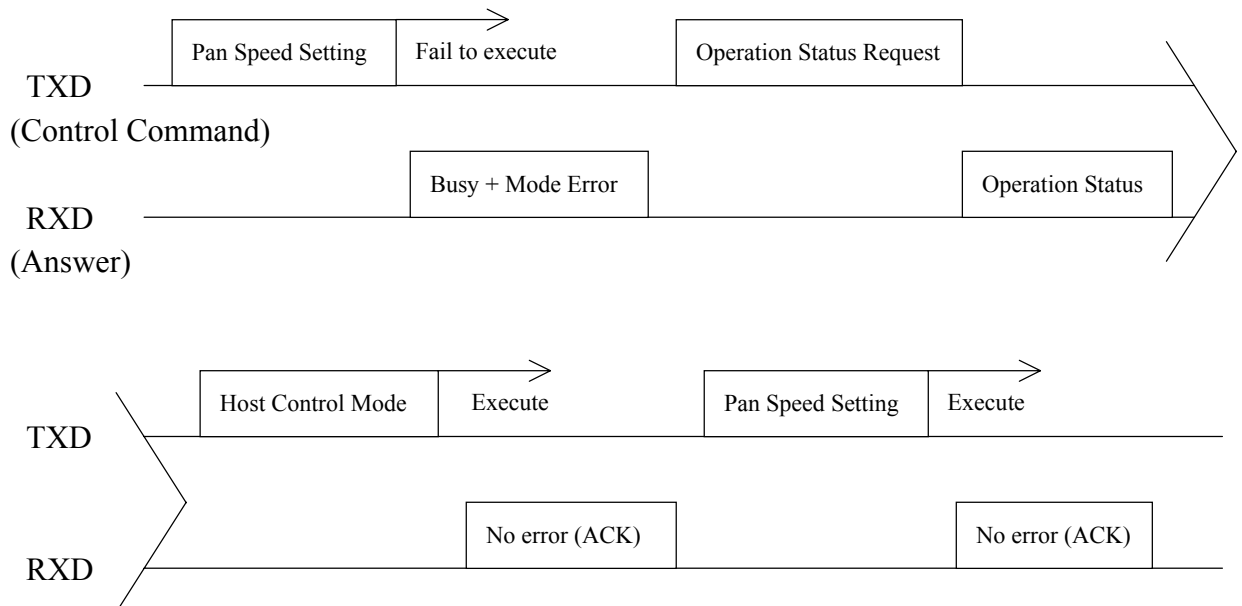 Pan Speed Setting
Fail to execute
Operation Status Request
TXD
(Control Command)
Busy + Mode Error
Operation Status
RXD
(Answer)
Host Control Mode
Execute
Pan Speed Setting
Execute
TXD
No error (ACK)
No error (ACK)
RXD